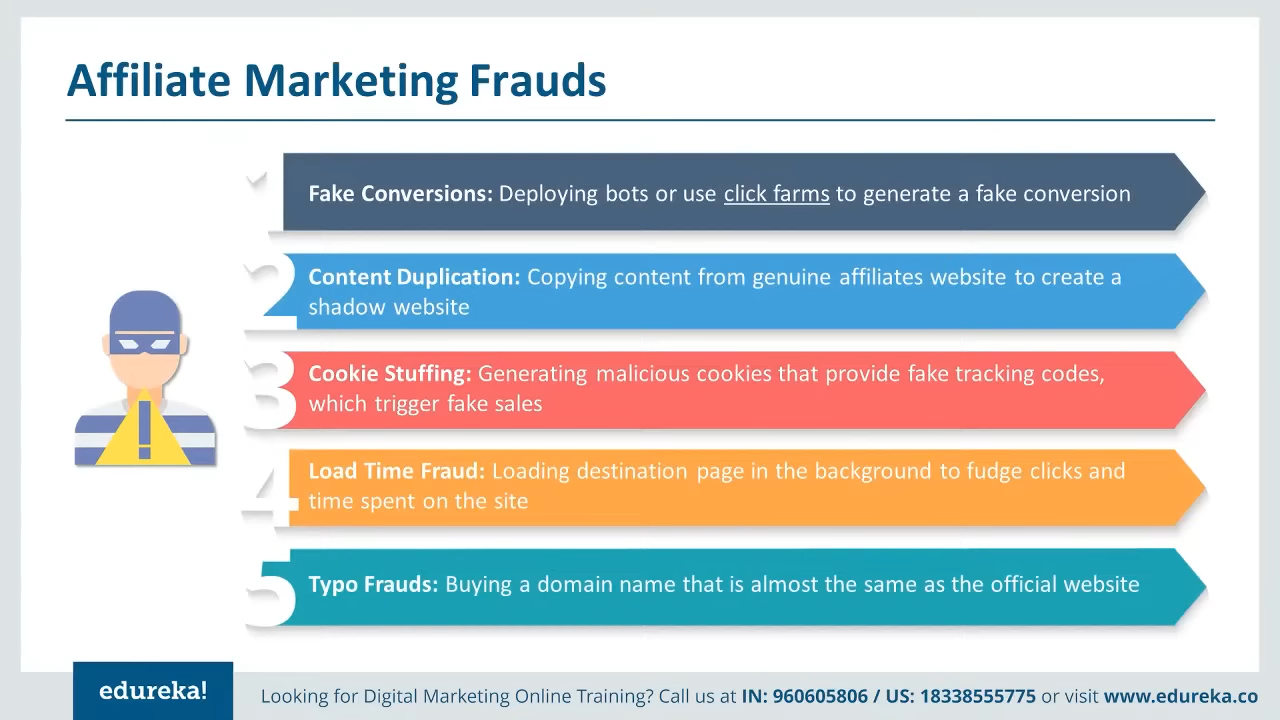 Affiliate Marketing Frauds
1
Fake Conversions: Deploying bots or use click farms to generate a fake conversion
2
Content Duplication: Copying content from genuine affiliates website to create a
shadow website
3
Cookie Stuffing: Generating malicious cookies that provide fake tracking codes,
which trigger fake sales
4
Load Time Fraud: Loading destination page in the background to fudge clicks and
time spent on the site
5
Typo Frauds: Buying a domain name that is almost the same as the official website
!
edureka!
Looking for Digital Marketing Online Training? Call us at IN: 960605806 / US: 18338555775 or visit www.edureka.co